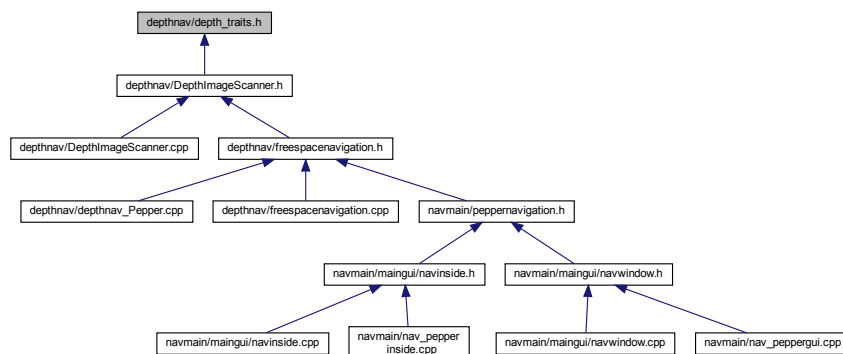 depthnav/depth_traits.h
depthnav/DepthImageScanner.h
depthnav/DepthImageScanner.cpp
depthnav/freespacenavigation.h
depthnav/depthnav_Pepper.cpp
depthnav/freespacenavigation.cpp
navmain/peppernavigation.h
navmain/maingui/navinside.h
navmain/maingui/navwindow.h
navmain/maingui/navinside.cpp
navmain/nav_pepper
inside.cpp
navmain/maingui/navwindow.cpp
navmain/nav_peppergui.cpp